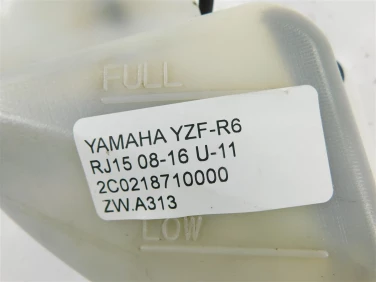 FULL
YAMAHA YZF-R6
RJ15 08-16 U-11
2C0218710000
ZW.A313
LOW